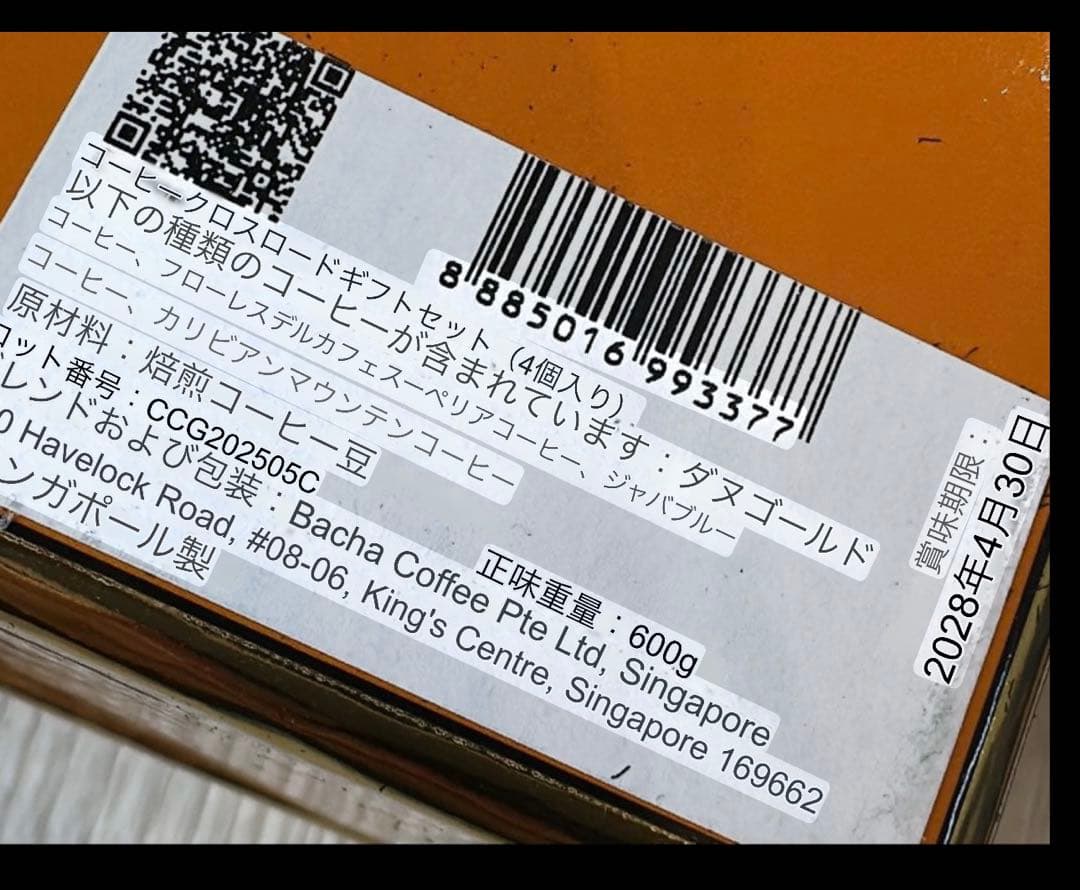 コーヒークロスロードギフトセット（4個入り）
以下の種類のコーヒーが含まれています：ダヌゴールド
コーヒー、フローレスデルカフェスーペリアコーヒー、ジャバブルー
コーヒー、カリビアンマウンテンコーヒー
原材料：焙煎コーヒー豆
ロット番号：CCG202505C
正味重量：600g
レンドおよび包装：Bacha Coffee Pte Ltd, Singapore
0 Havelock Road, #08-06, King's Centre, Singapore 169662
ンガポール製
8 885016 993377
賞味期限：
2028年4月30日